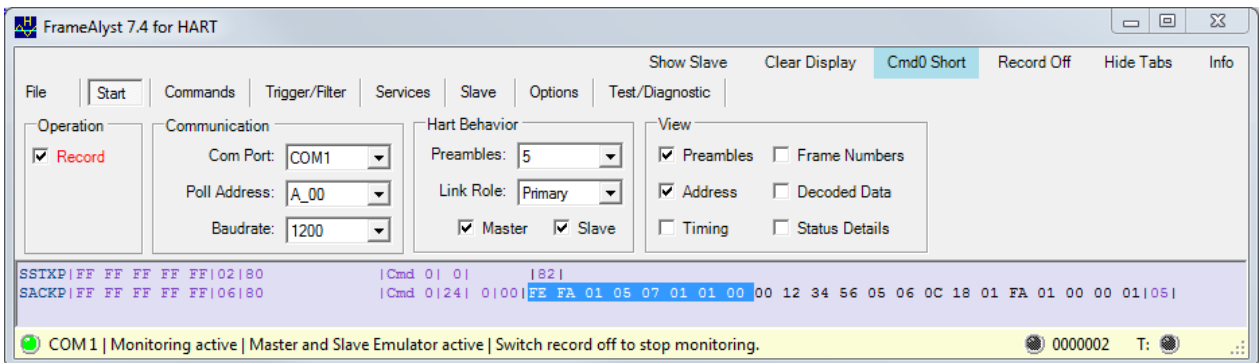 FrameAlyst 7.4 for HART
Show Slave Clear Display Cmd0 Short Record Off Hide Tabs Info
File Start Commands Trigger/Filter Services Slave Options Test/Diagnostic
Operation Communication Hart Behavior View
Record Com Port: COM1 Preambles: 5 Preambles Frame Numbers
Poll Address: A_00 Link Role: Primary Address Decoded Data
Baudrate: 1200 Master Slave Timing Status Details
SSTXP|FF FF FF FF FF|02|80 |Cmd 0| 0| |82|
SACKP|FF FF FF FF FF|06|80 |Cmd 0|24| 0|00|FE FA 01 05 07 01 01 00 00 12 34 56 05 06 0C 18 01 FA 01 00 00 01|05|
COM1 | Monitoring active | Master and Slave Emulator active | Switch record off to stop monitoring. 0000002 T: